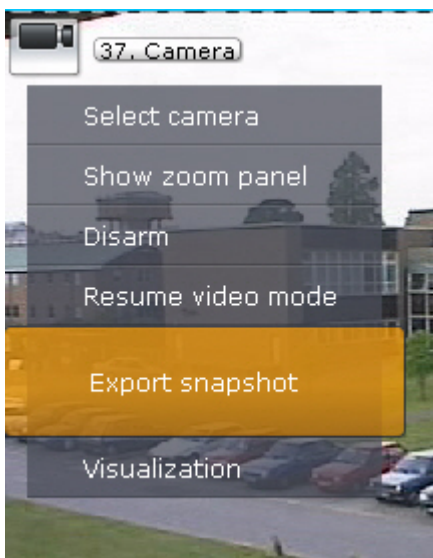 37. Camera
Select camera
Show zoom panel
Disarm
Resume video mode
Export snapshot
Visualization